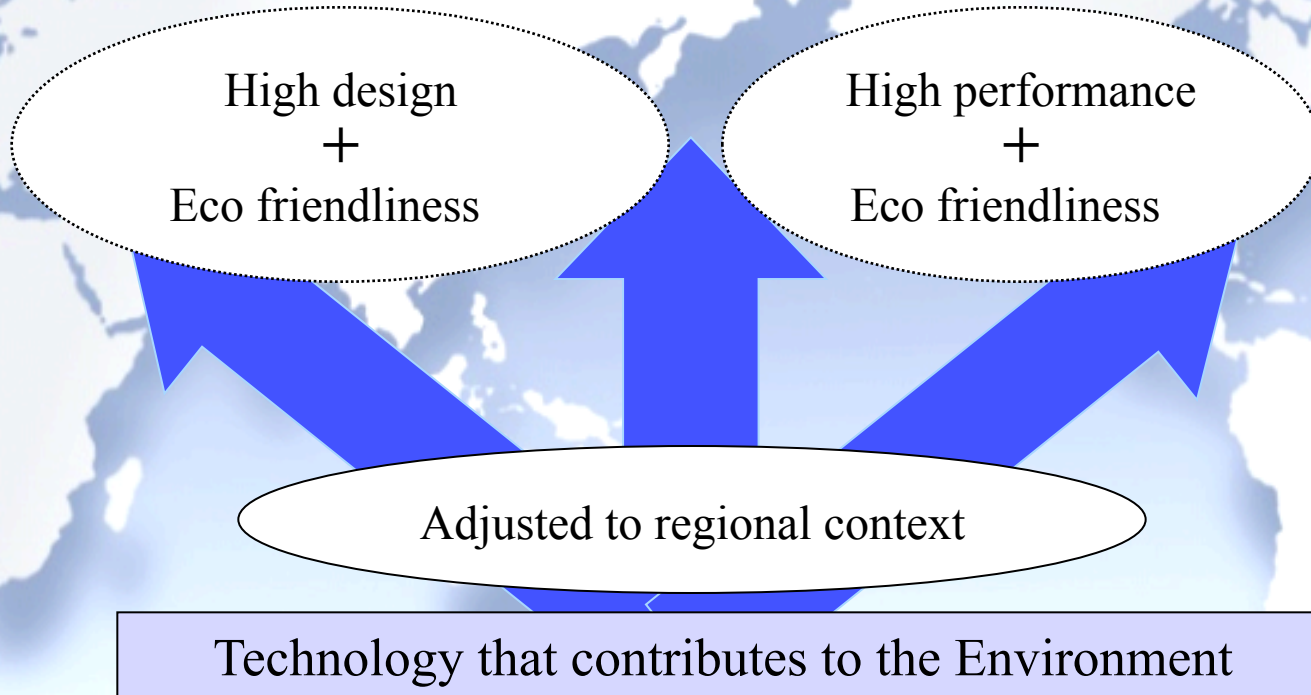 High design
+
Eco friendliness
High performance
+
Eco friendliness
Adjusted to regional context
Technology that contributes to the Environment